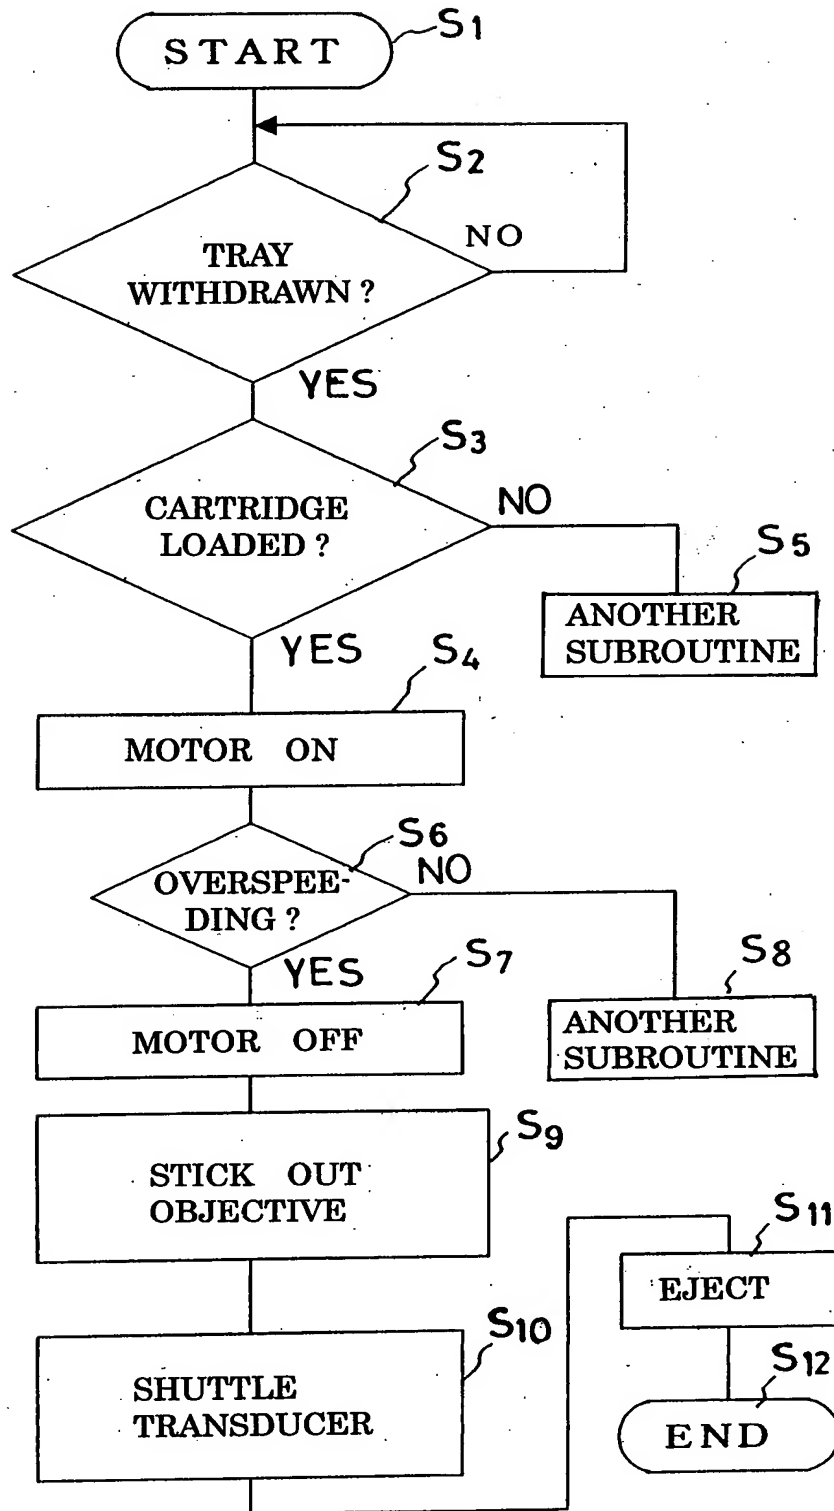 START
S1
S2
TRAY
WITHDRAWN ?
NO
YES
S3
CARTRIDGE
LOADED ?
NO
S5
ANOTHER
SUBROUTINE
YES
S4
MOTOR ON
S6
OVERSPEE-
DING ?
NO
YES
S7
S8
MOTOR OFF
ANOTHER
SUBROUTINE
S9
STICK OUT
OBJECTIVE
S10
SHUTTLE
TRANSDUCER
S11
EJECT
S12
END